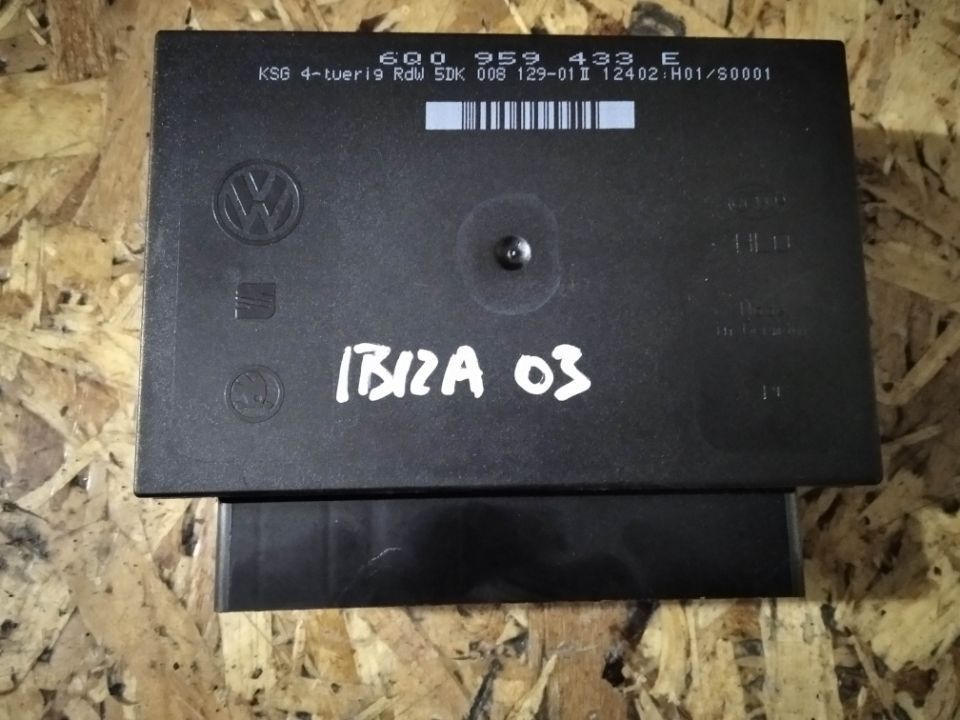 6Q0 959 433 E
KSG 4-tuerig RdW 5DK 008 129-01 II 12402:H01/S0001
IBIZA 03